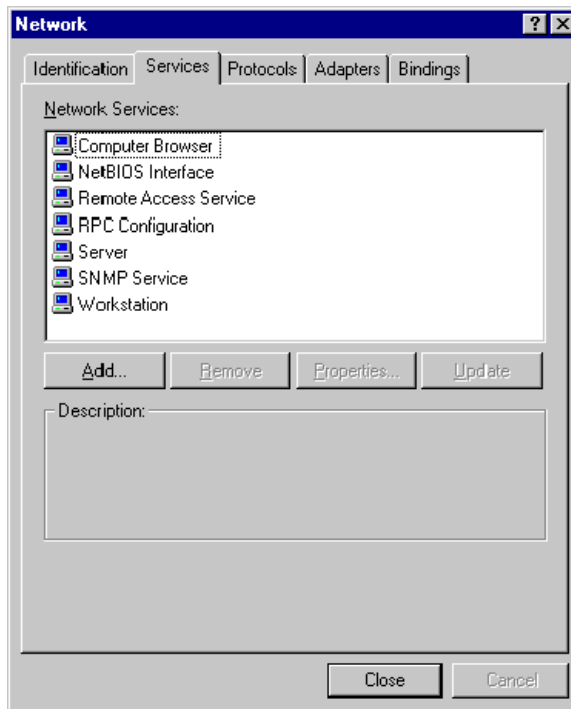 Network
Identification Services Protocols Adapters Bindings
Network Services:
Computer Browser
NetBIOS Interface
Remote Access Service
RPC Configuration
Server
SNMP Service
Workstation
Add... Remove Properties... Update
Description:
Close Cancel